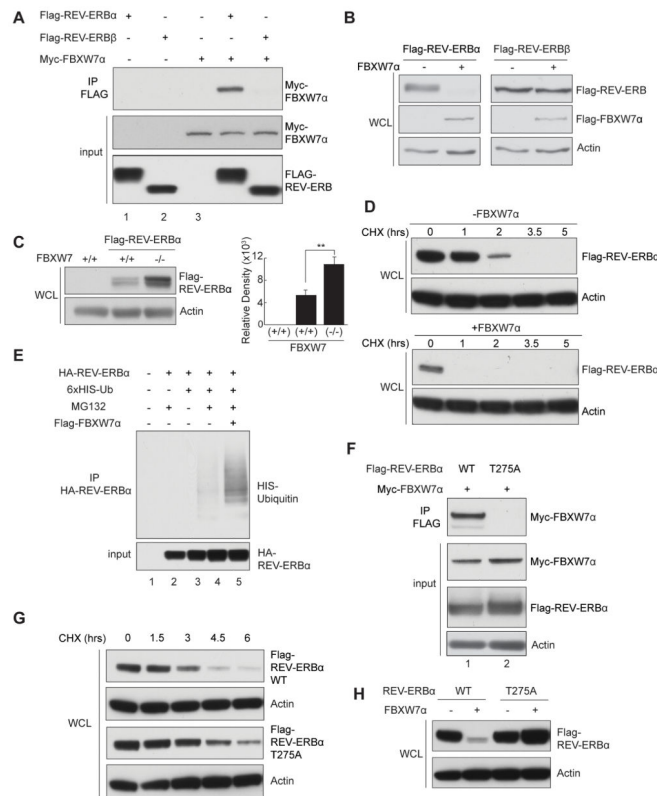 A
Flag-REV-ERBα + - - + -
Flag-REV-ERBβ - + - - +
Myc-FBXW7α - - + + +
IP
FLAG
Myc-
FBXW7α
input
Myc-
FBXW7α
FLAG-
REV-ERB
1 2 3
B
Flag-REV-ERBα Flag-REV-ERBβ
FBXW7α - + - +
WCL
Flag-REV-ERB
Flag-FBXW7α
Actin
C
Flag-REV-ERBα
FBXW7 +/+ +/+ -/-
WCL
Flag-
REV-ERBα
Actin
Relative Density (x10³)
12
10
8
6
4
2
0
**
(+/+) (+/+) (-/-)
FBXW7
D
-FBXW7α
CHX (hrs) 0 1 2 3.5 5
WCL
Flag-REV-ERBα
Actin
+FBXW7α
CHX (hrs) 0 1 2 3.5 5
WCL
Flag-REV-ERBα
Actin
E
HA-REV-ERBα - + + + +
6xHIS-Ub - - + + +
MG132 - + - + +
Flag-FBXW7α - - - - +
IP
HA-REV-ERBα
HIS-
Ubiquitin
input
HA-
REV-ERBα
1 2 3 4 5
F
Flag-REV-ERBα WT T275A
Myc-FBXW7α + +
IP
FLAG
Myc-FBXW7α
input
Myc-FBXW7α
Flag-REV-ERBα
Actin
1 2
G
CHX (hrs) 0 1.5 3 4.5 6
WCL
Flag-
REV-ERBα
WT
Actin
Flag-
REV-ERBα
T275A
Actin
H
REV-ERBα WT T275A
FBXW7α - + - +
WCL
Flag-
REV-ERBα
Actin